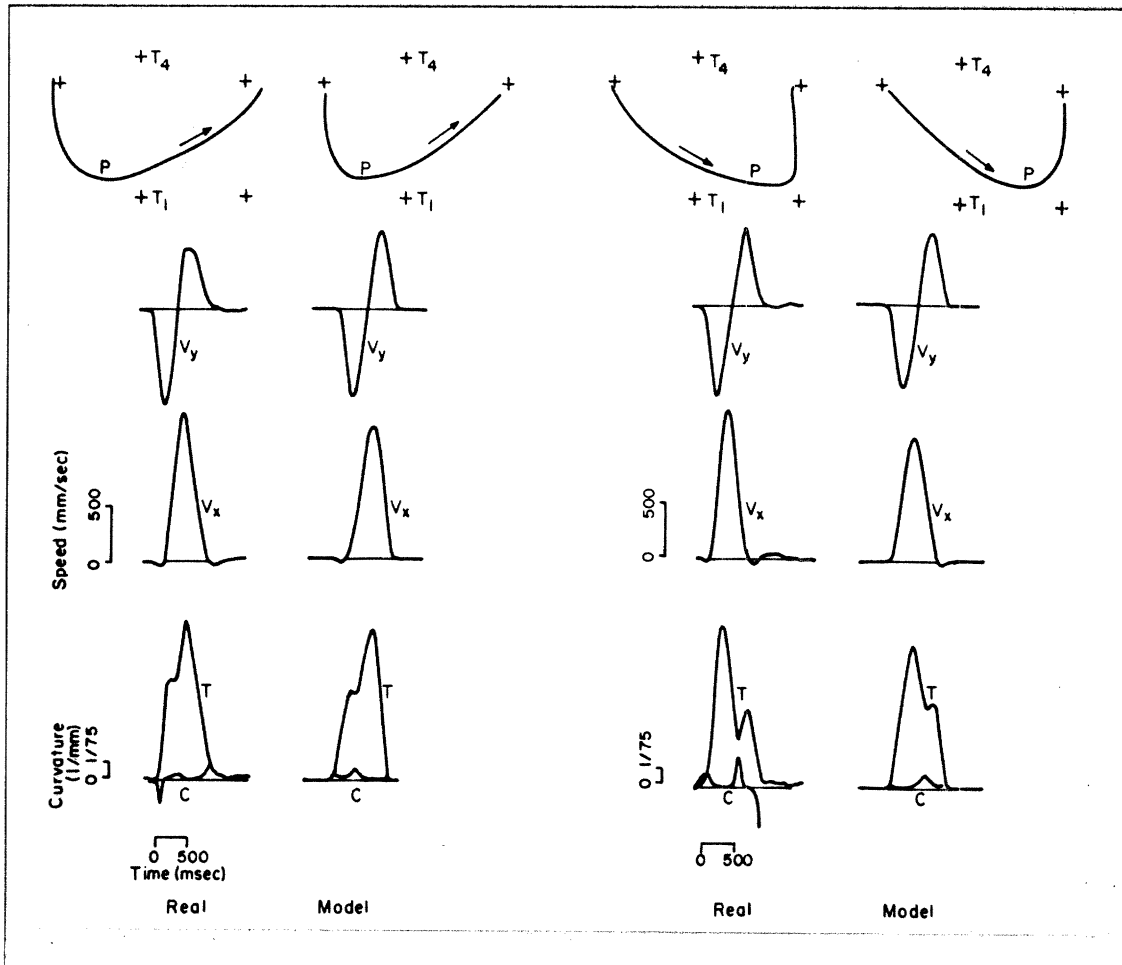 +T4 +T4 +T4 +T4
P P P P
+T1 +T1 +T1 +T1
Vy Vy Vy Vy
Speed (mm/sec)
500
0
500
0
Vx Vx Vx Vx
Curvature
(1/mm)
0 1/75
0 1/75
T T T T
C C C C
0 500
Time (msec)
0 500
Real Model Real Model